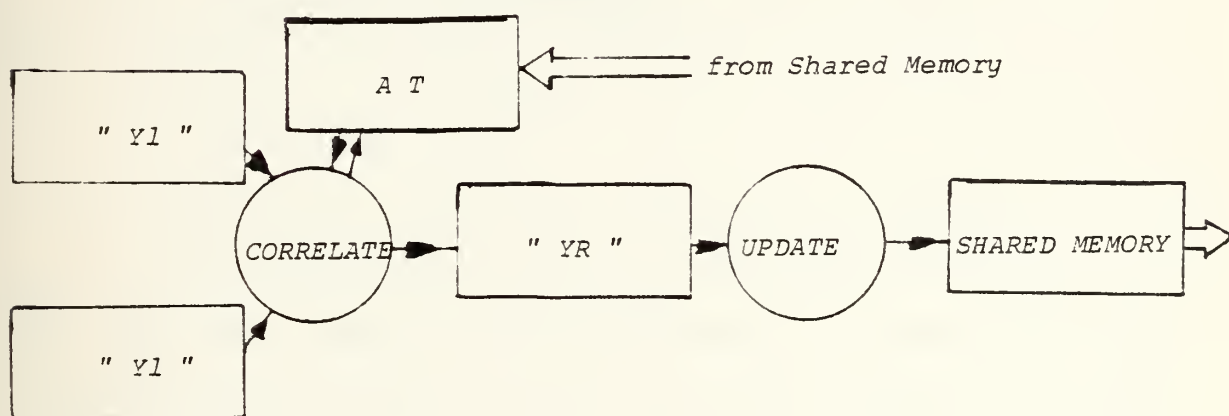 A T
from Shared Memory
" Y1 "
CORRELATE
" YR "
UPDATE
SHARED MEMORY
" Y1 "